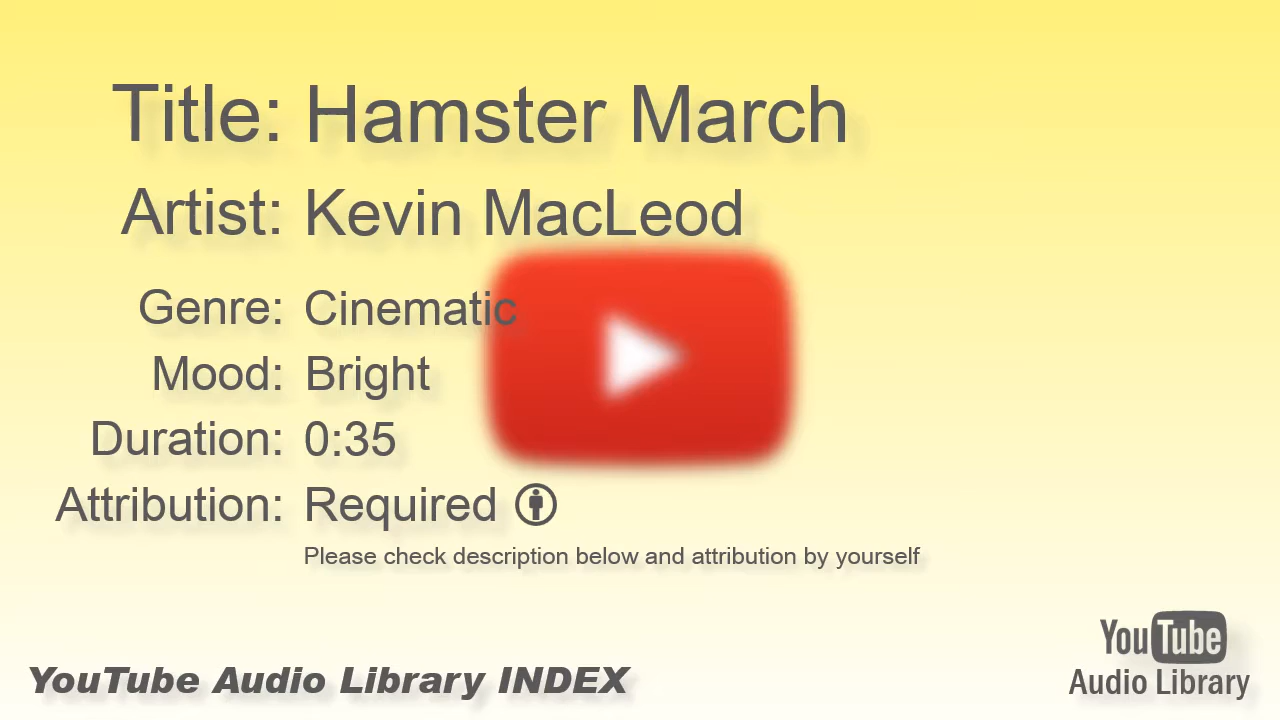 Title: Hamster March
Artist: Kevin MacLeod
Genre: Cinematic
Mood: Bright
Duration: 0:35
Attribution: Required
Please check description below and attribution by yourself
YouTube Audio Library INDEX
YouTube
Audio Library